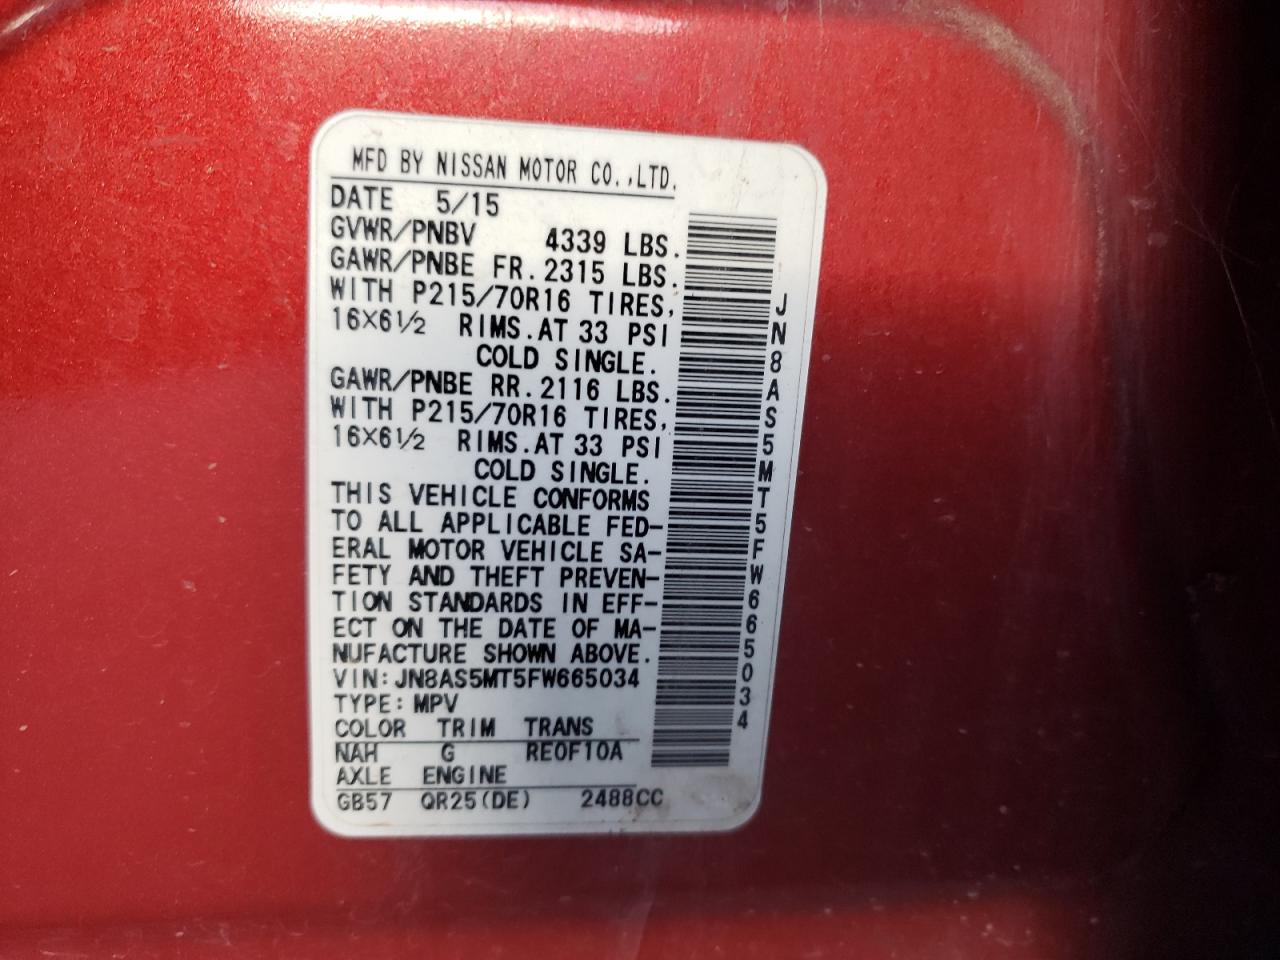 MFD BY NISSAN MOTOR CO.,LTD.
DATE 5/15
GVWR/PNBV 4339 LBS.
GAWR/PNBE FR.2315 LBS.
WITH P215/70R16 TIRES,
16×6½ RIMS.AT 33 PSI
COLD SINGLE.
GAWR/PNBE RR.2116 LBS.
WITH P215/70R16 TIRES,
16×6½ RIMS.AT 33 PSI
COLD SINGLE.
THIS VEHICLE CONFORMS
TO ALL APPLICABLE FED-
ERAL MOTOR VEHICLE SA-
FETY AND THEFT PREVEN-
TION STANDARDS IN EFF-
ECT ON THE DATE OF MA-
NUFACTURE SHOWN ABOVE.
VIN:JN8AS5MT5FW665034
TYPE:MPV
COLOR TRIM TRANS
NAH G RE0F10A
AXLE ENGINE
GB57 QR25(DE) 2488CC
JN8AS5MT5FW665034